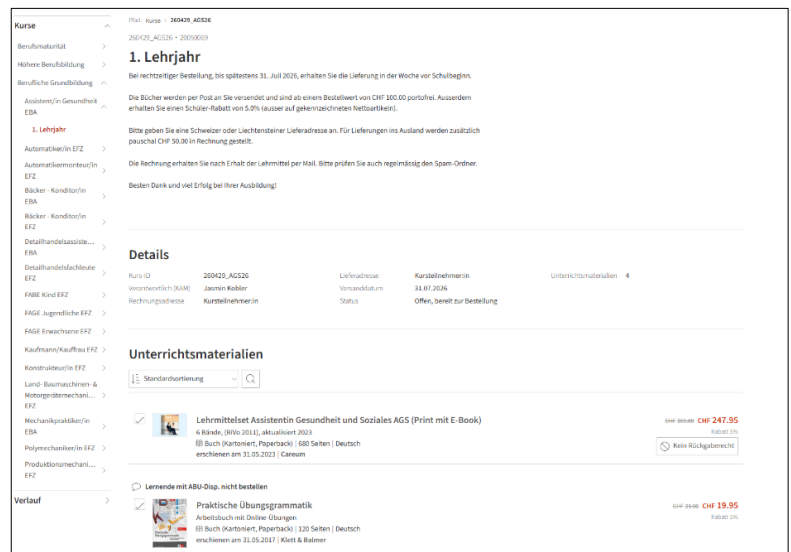 Kurse
Berufsmaturität
Höhere Berufsbildung
Berufliche Grundbildung
Assistent/in Gesundheit
EBA
1. Lehrjahr
Automatiker/in EFZ
Automatikermonteur/in
EFZ
Bäcker - Konditor/in
EBA
Bäcker - Konditor/in
EFZ
Detailhandelsassiste...
EBA
Detailhandelsfachleute
EFZ
FABE Kind EFZ
FAGE Jugendliche EFZ
FAGE Erwachsene EFZ
Kaufmann/Kauffrau EFZ
Konstrukteur/in EFZ
Land- Baumaschinen- &
Motorgerätemechani...
EFZ
Mechanikpraktiker/in
EBA
Polymechaniker/in EFZ
Produktionsmechani...
EFZ
Verlauf
Pfad: Kurse > 260429_AGS26
260429_AGS26 • 20050069
1. Lehrjahr
Bei rechtzeitiger Bestellung, bis spätestens 31. Juli 2026, erhalten Sie die Lieferung in der Woche vor Schulbeginn.
Die Bücher werden per Post an Sie versendet und sind ab einem Bestellwert von CHF 100.00 portofrei. Ausserdem
erhalten Sie einen Schüler-Rabatt von 5.0% (ausser auf gekennzeichneten Nettoartikeln).
Bitte geben Sie eine Schweizer oder Liechtensteiner Lieferadresse an. Für Lieferungen ins Ausland werden zusätzlich
pauschal CHF 50.00 in Rechnung gestellt.
Die Rechnung erhalten Sie nach Erhalt der Lehrmittel per Mail. Bitte prüfen Sie auch regelmässig den Spam-Ordner.
Besten Dank und viel Erfolg bei Ihrer Ausbildung!
Details
Kurs-ID 260429_AGS26 Lieferadresse Kursteilnehmer:in Unterrichtsmaterialien 4
Verantwortlich (KAM) Jasmin Kobler Versanddatum 31.07.2026
Rechnungsadresse Kursteilnehmer:in Status Offen, bereit zur Bestellung
Unterrichtsmaterialien
Standardsortierung
Lehrmittelset Assistentin Gesundheit und Soziales AGS (Print mit E-Book) CHF 247.95
6 Bände, (BiVo 2011), aktualisiert 2023 Rabatt 5%
Buch (Kartoniert, Paperback) | 680 Seiten | Deutsch Kein Rückgaberecht
erschienen am 31.05.2023 | Careum
Lernende mit ABU-Disp. nicht bestellen
Praktische Übungsgrammatik CHF 21.00 CHF 19.95
Arbeitsbuch mit Online Übungen Rabatt 5%
Buch (Kartoniert, Paperback) | 120 Seiten | Deutsch
erschienen am 31.05.2017 | Klett & Balmer